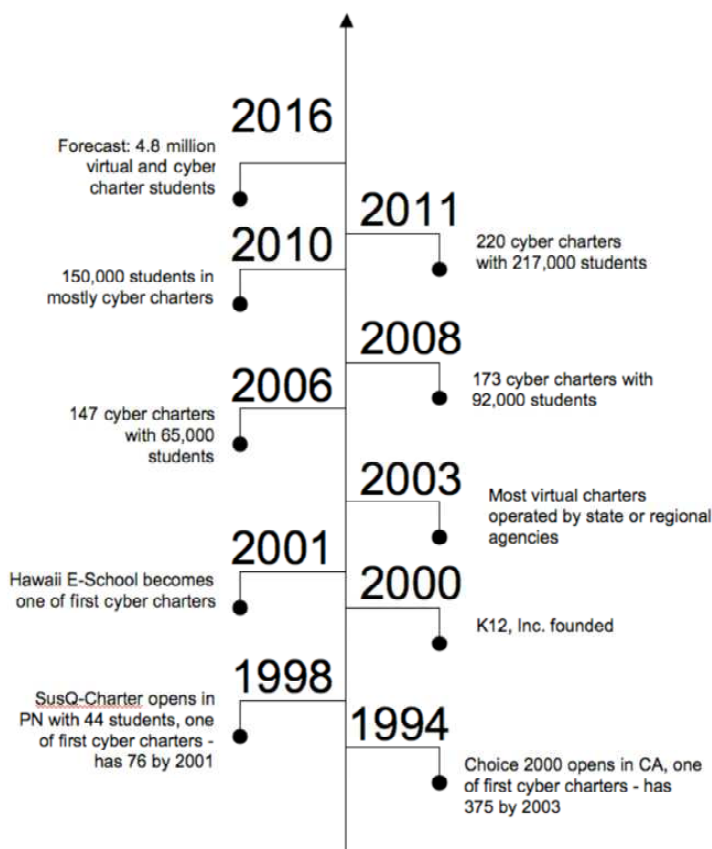 2016
Forecast: 4.8 million
virtual and cyber
charter students
2011
220 cyber charters
with 217,000 students
2010
150,000 students in
mostly cyber charters
2008
173 cyber charters with
92,000 students
2006
147 cyber charters
with 65,000
students
2003
Most virtual charters
operated by state or regional
agencies
2001
Hawaii E-School becomes
one of first cyber charters
2000
K12, Inc. founded
1998
SusQ-Charter opens in
PN with 44 students, one
of first cyber charters -
has 76 by 2001
1994
Choice 2000 opens in CA, one
of first cyber charters - has
375 by 2003